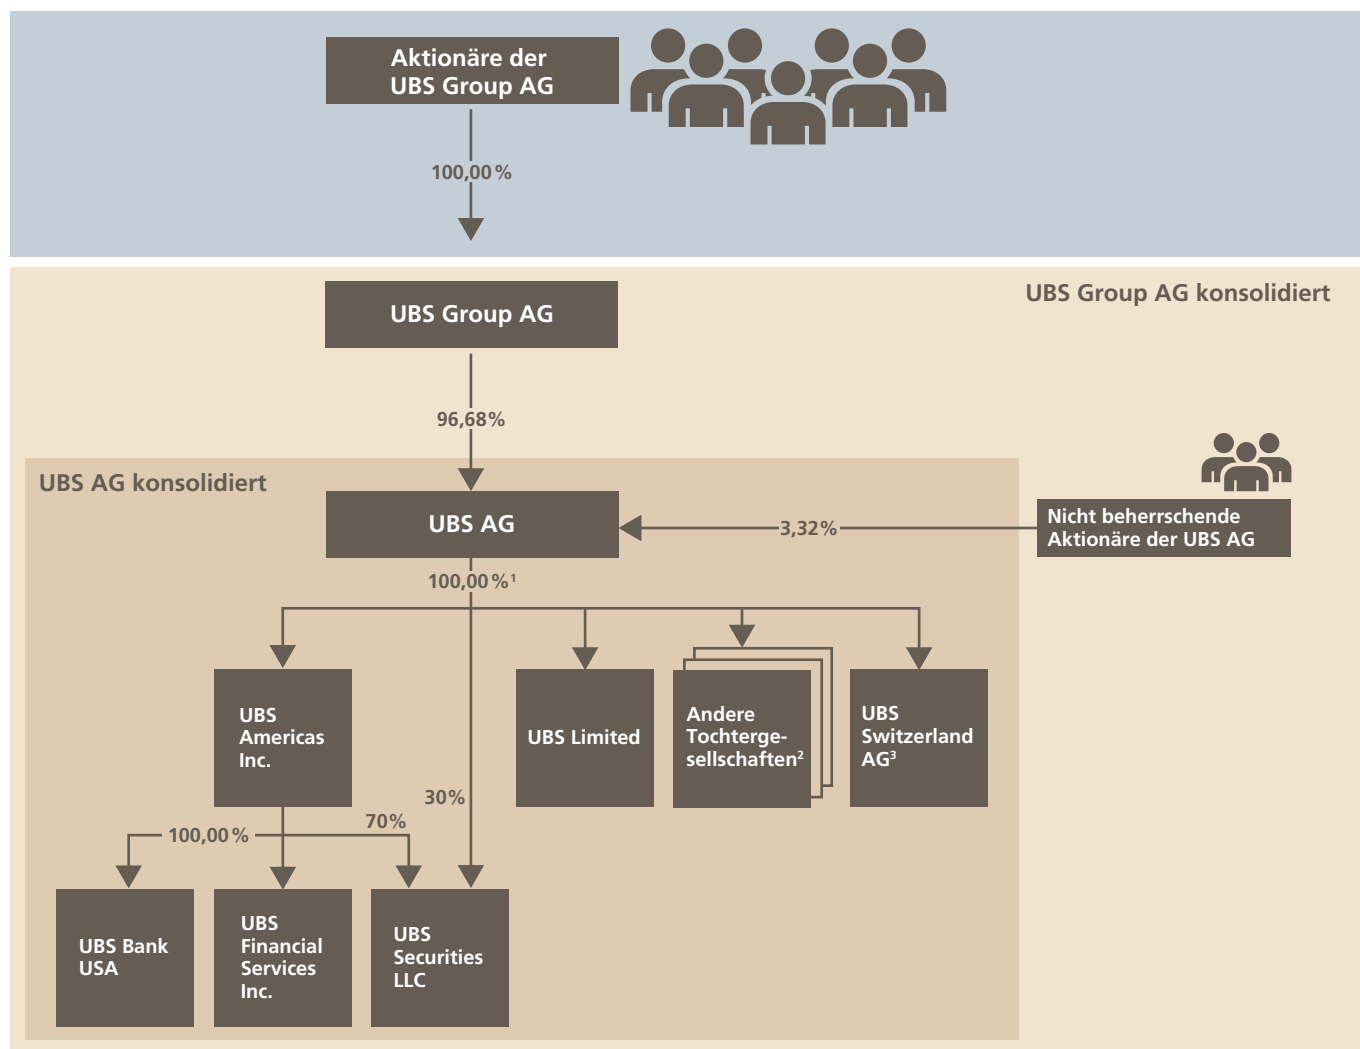 Aktionäre der
UBS Group AG
100,00 %
UBS Group AG konsolidiert
UBS Group AG
96,68%
UBS AG konsolidiert
UBS AG
3,32%
Nicht beherrschende
Aktionäre der UBS AG
100,00 %¹
UBS
Americas
Inc.
UBS Limited
Andere
Tochterge-
sellschaften²
UBS
Switzerland
AG³
30%
70%
100,00 %
UBS Bank
USA
UBS
Financial
Services
Inc.
UBS
Securities
LLC